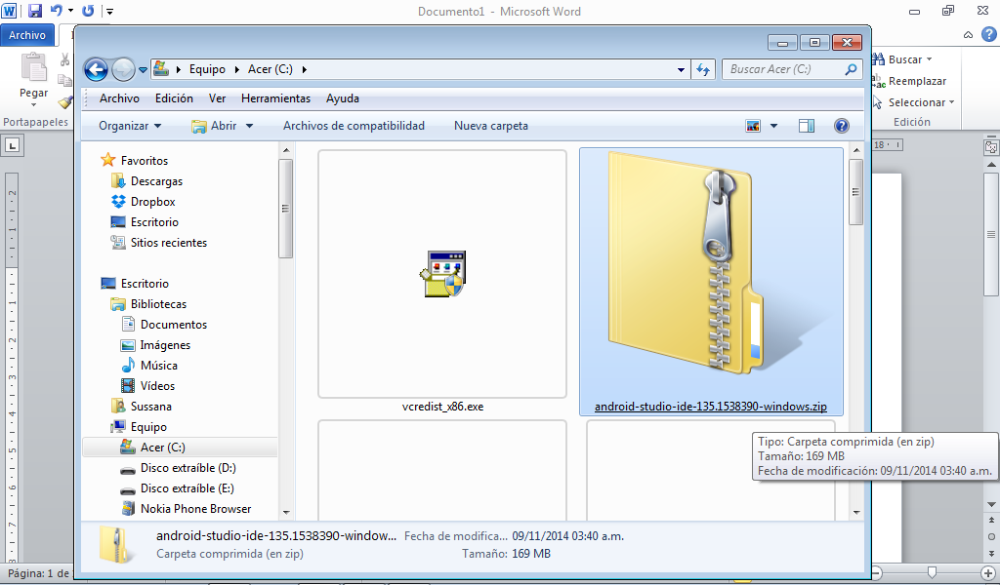 Documento1 - Microsoft Word
Archivo
Pegar
Portapapeles
Buscar
Reemplazar
Seleccionar
Edición
18
Equipo
Acer (C:)
Buscar Acer (C:)
Archivo Edición Ver Herramientas Ayuda
Organizar
Abrir
Archivos de compatibilidad
Nueva carpeta
Favoritos
Descargas
Dropbox
Escritorio
Sitios recientes
Escritorio
Bibliotecas
Documentos
Imágenes
Música
Vídeos
Sussana
Equipo
Acer (C:)
Disco extraíble (D:)
Disco extraíble (E:)
Nokia Phone Browser
vcredist_x86.exe
android-studio-ide-135.1538390-windows.zip
Tipo: Carpeta comprimida (en zip)
Tamaño: 169 MB
Fecha de modificación: 09/11/2014 03:40 a.m.
android-studio-ide-135.1538390-window... Fecha de modifica... 09/11/2014 03:40 a.m.
Carpeta comprimida (en zip) Tamaño: 169 MB
Página: 1 de